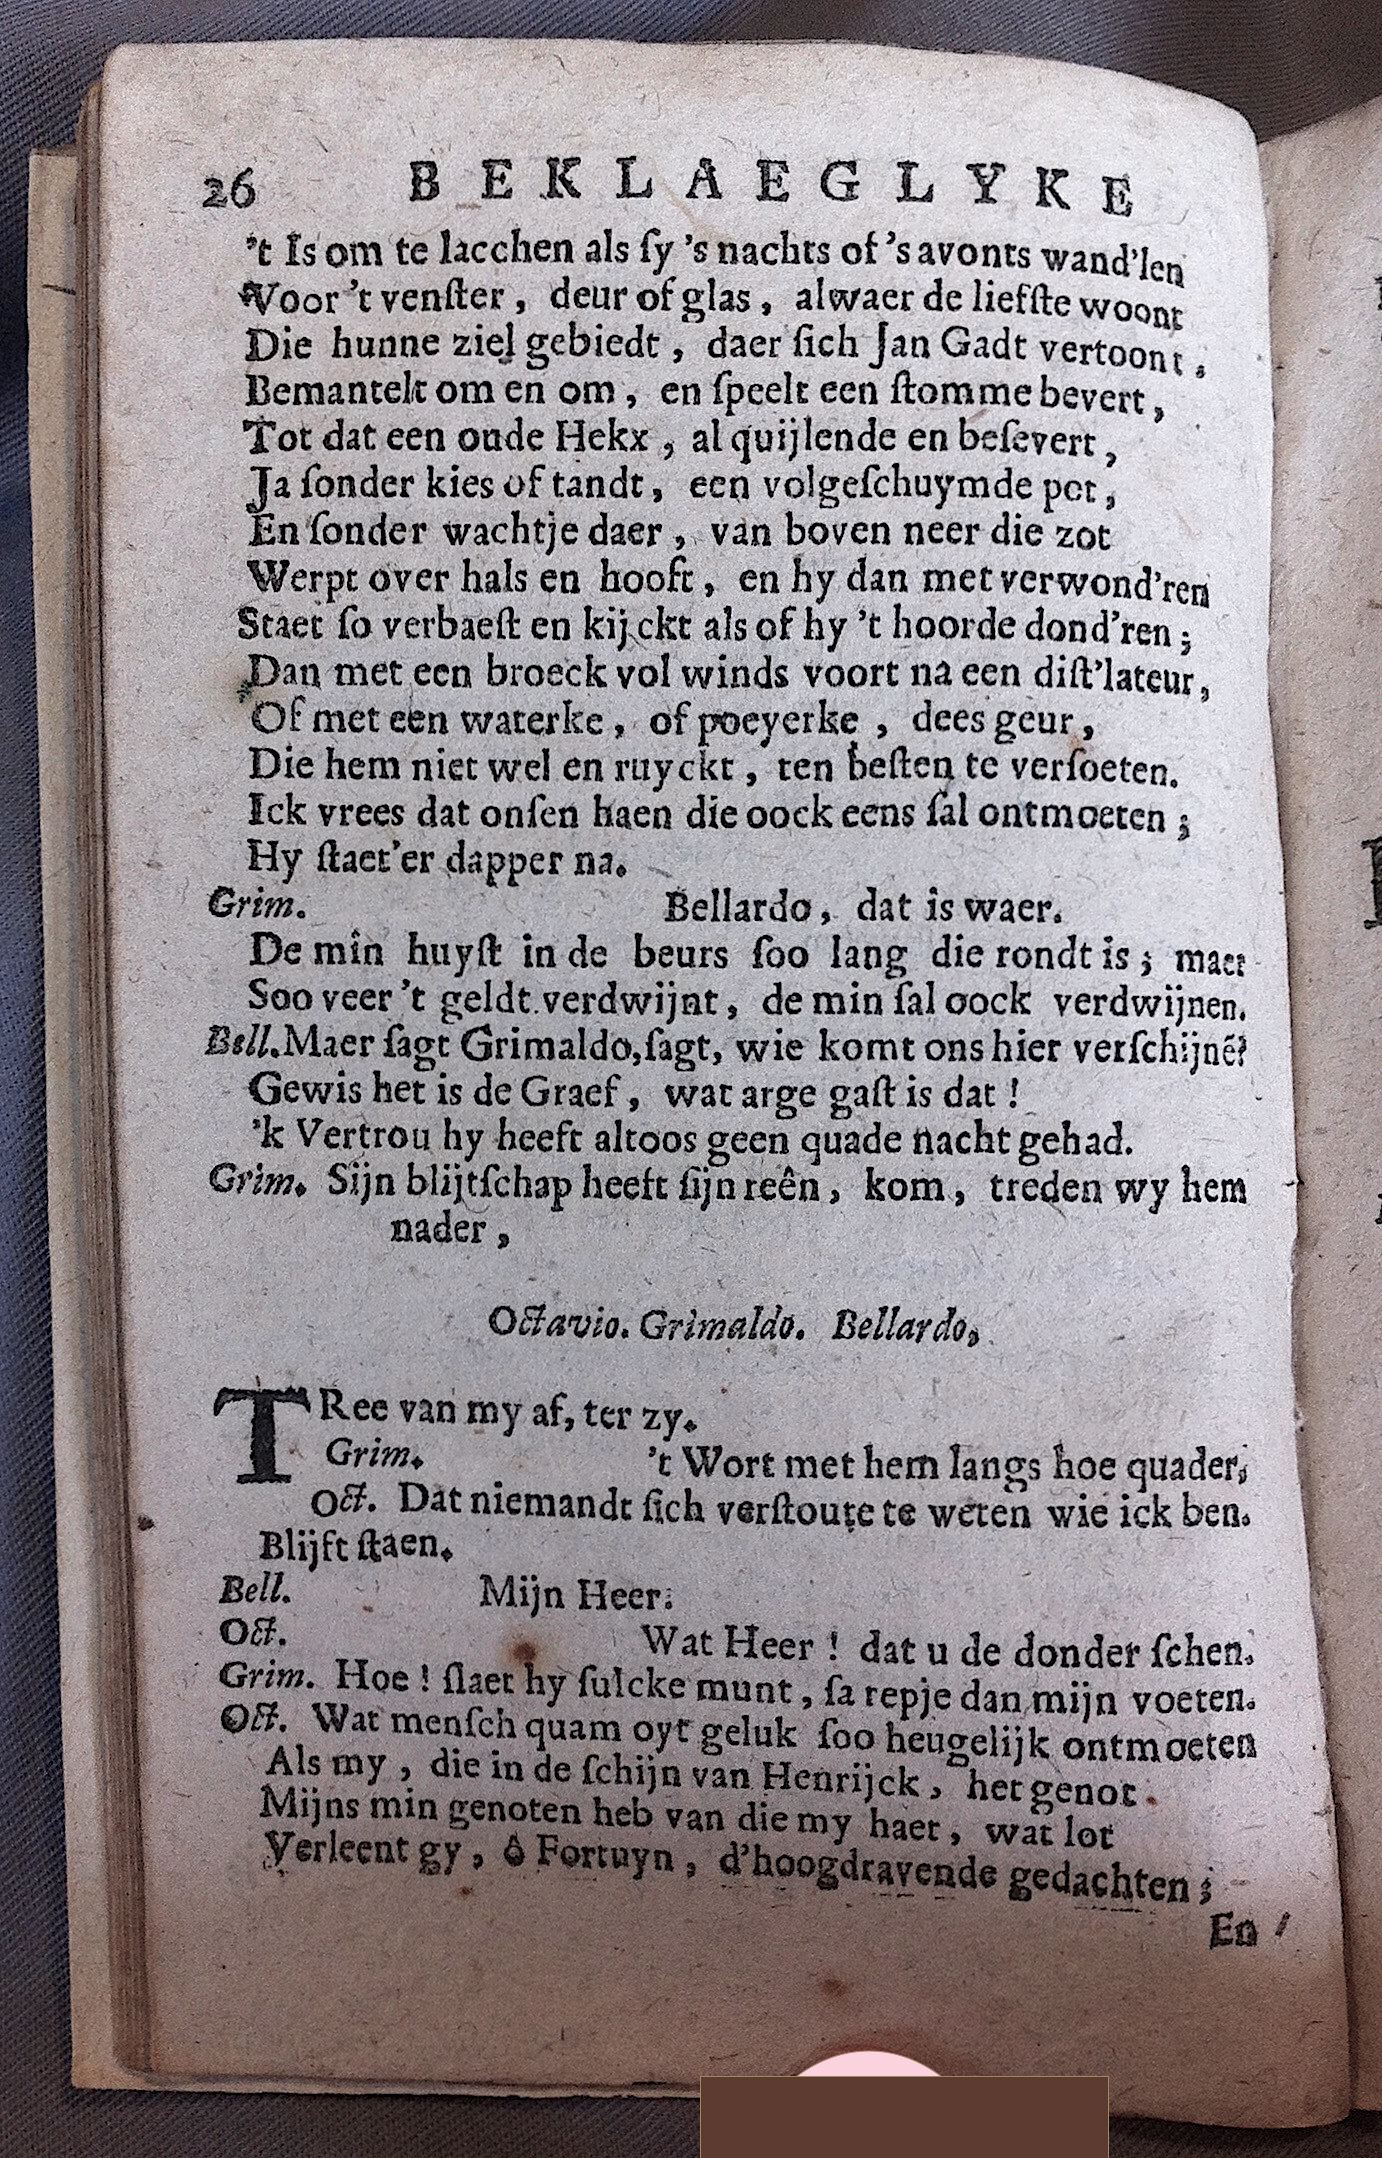 26 BEKLAEGLYKE
't Is om te lacchen als ſy 's nachts of 's avonts wand'len
Voor 't venſter, deur of glas, alwaer de liefſte woont
Die hunne ziel gebiedt, daer ſich Jan Gadt vertoont,
Bemantelt om en om, en ſpeelt een ſtomme bevert,
Tot dat een oude Hekx, al quijlende en beſevert,
Ja ſonder kies of tandt, een volgeſchuymde pot,
En ſonder wachtje daer, van boven neer die zot
Werpt over hals en hooft, en hy dan met verwond'ren
Staet ſo verbaeſt en kijckt als of hy 't hoorde dond'ren;
Dan met een broeck vol winds voort na een diſt'lateur,
Of met een waterke, of poeyerke, dees geur,
Die hem niet wel en ruyckt, ten beſten te verſoeten.
Ick vrees dat onſen haen die oock eens ſal ontmoeten;
Hy ſtaet'er dapper na.
Grim. Bellardo, dat is waer.
De mîn huyſt in de beurs ſoo lang die rondt is; maer
Soo veer 't geldt verdwijnt, de min ſal oock verdwijnen.
Bell. Maer ſagt Grimaldo, ſagt, wie komt ons hier verſchijnē?
Gewis het is de Graef, wat arge gaſt is dat!
'k Vertrou hy heeft altoos geen quade nacht gehad.
Grim. Sijn blijtſchap heeft ſijn reên, kom, treden wy hem
nader,
Octavio. Grimaldo. Bellardo,
TRee van my af, ter zy.
Grim. 't Wort met hem langs hoe quader,
Oct. Dat niemandt ſich verſtoute te weten wie ick ben.
Blijft ſtaen.
Bell. Mijn Heer.
Oct. Wat Heer! dat u de donder ſchen.
Grim. Hoe! ſlaet hy ſulcke munt, ſa repje dan mijn voeten.
Oct. Wat menſch quam oyt geluk ſoo heugelijk ontmoeten
Als my, die in de ſchijn van Henrijck, het genot
Mijns min genoten heb van die my haet, wat lot
Verleent gy, ô Fortuyn, d'hoogdravende gedachten;
En